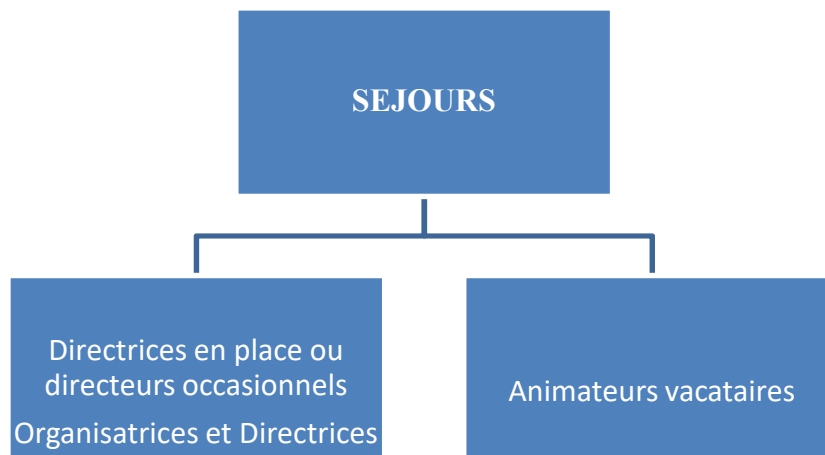 SEJOURS
Directrices en place ou
directeurs occasionnels
Organisatrices et Directrices
Animateurs vacataires